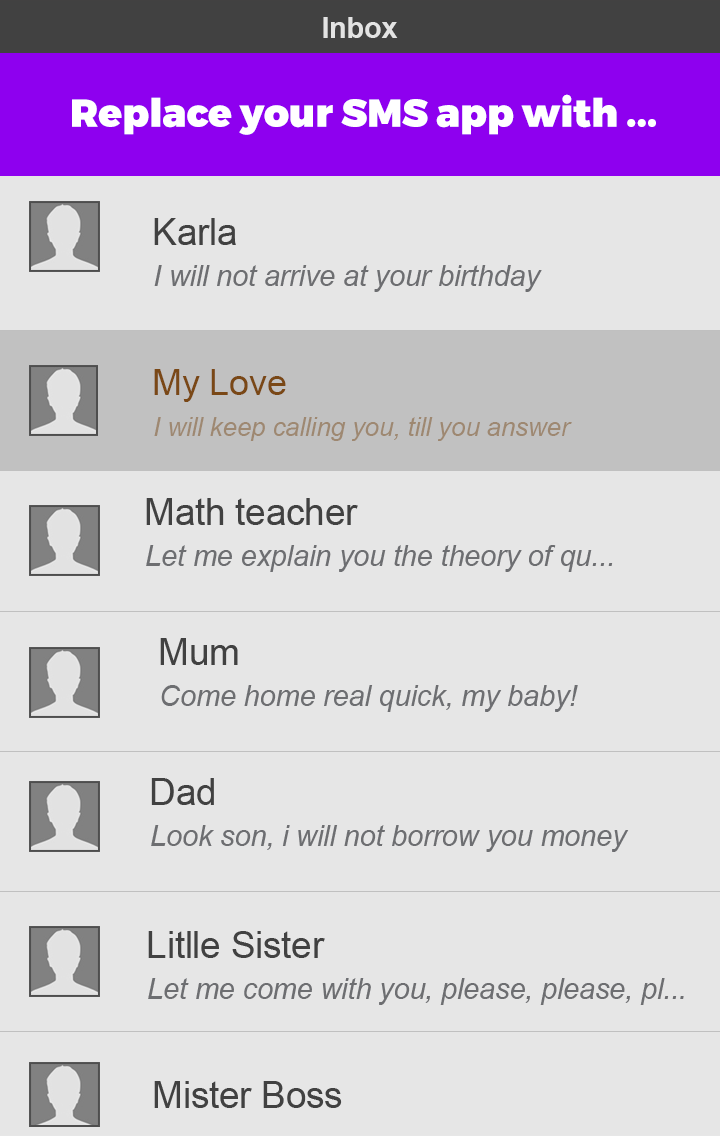 Inbox
Replace your SMS app with ...
Karla
I will not arrive at your birthday
My Love
I will keep calling you, till you answer
Math teacher
Let me explain you the theory of qu...
Mum
Come home real quick, my baby!
Dad
Look son, i will not borrow you money
Litlle Sister
Let me come with you, please, please, pl...
Mister Boss